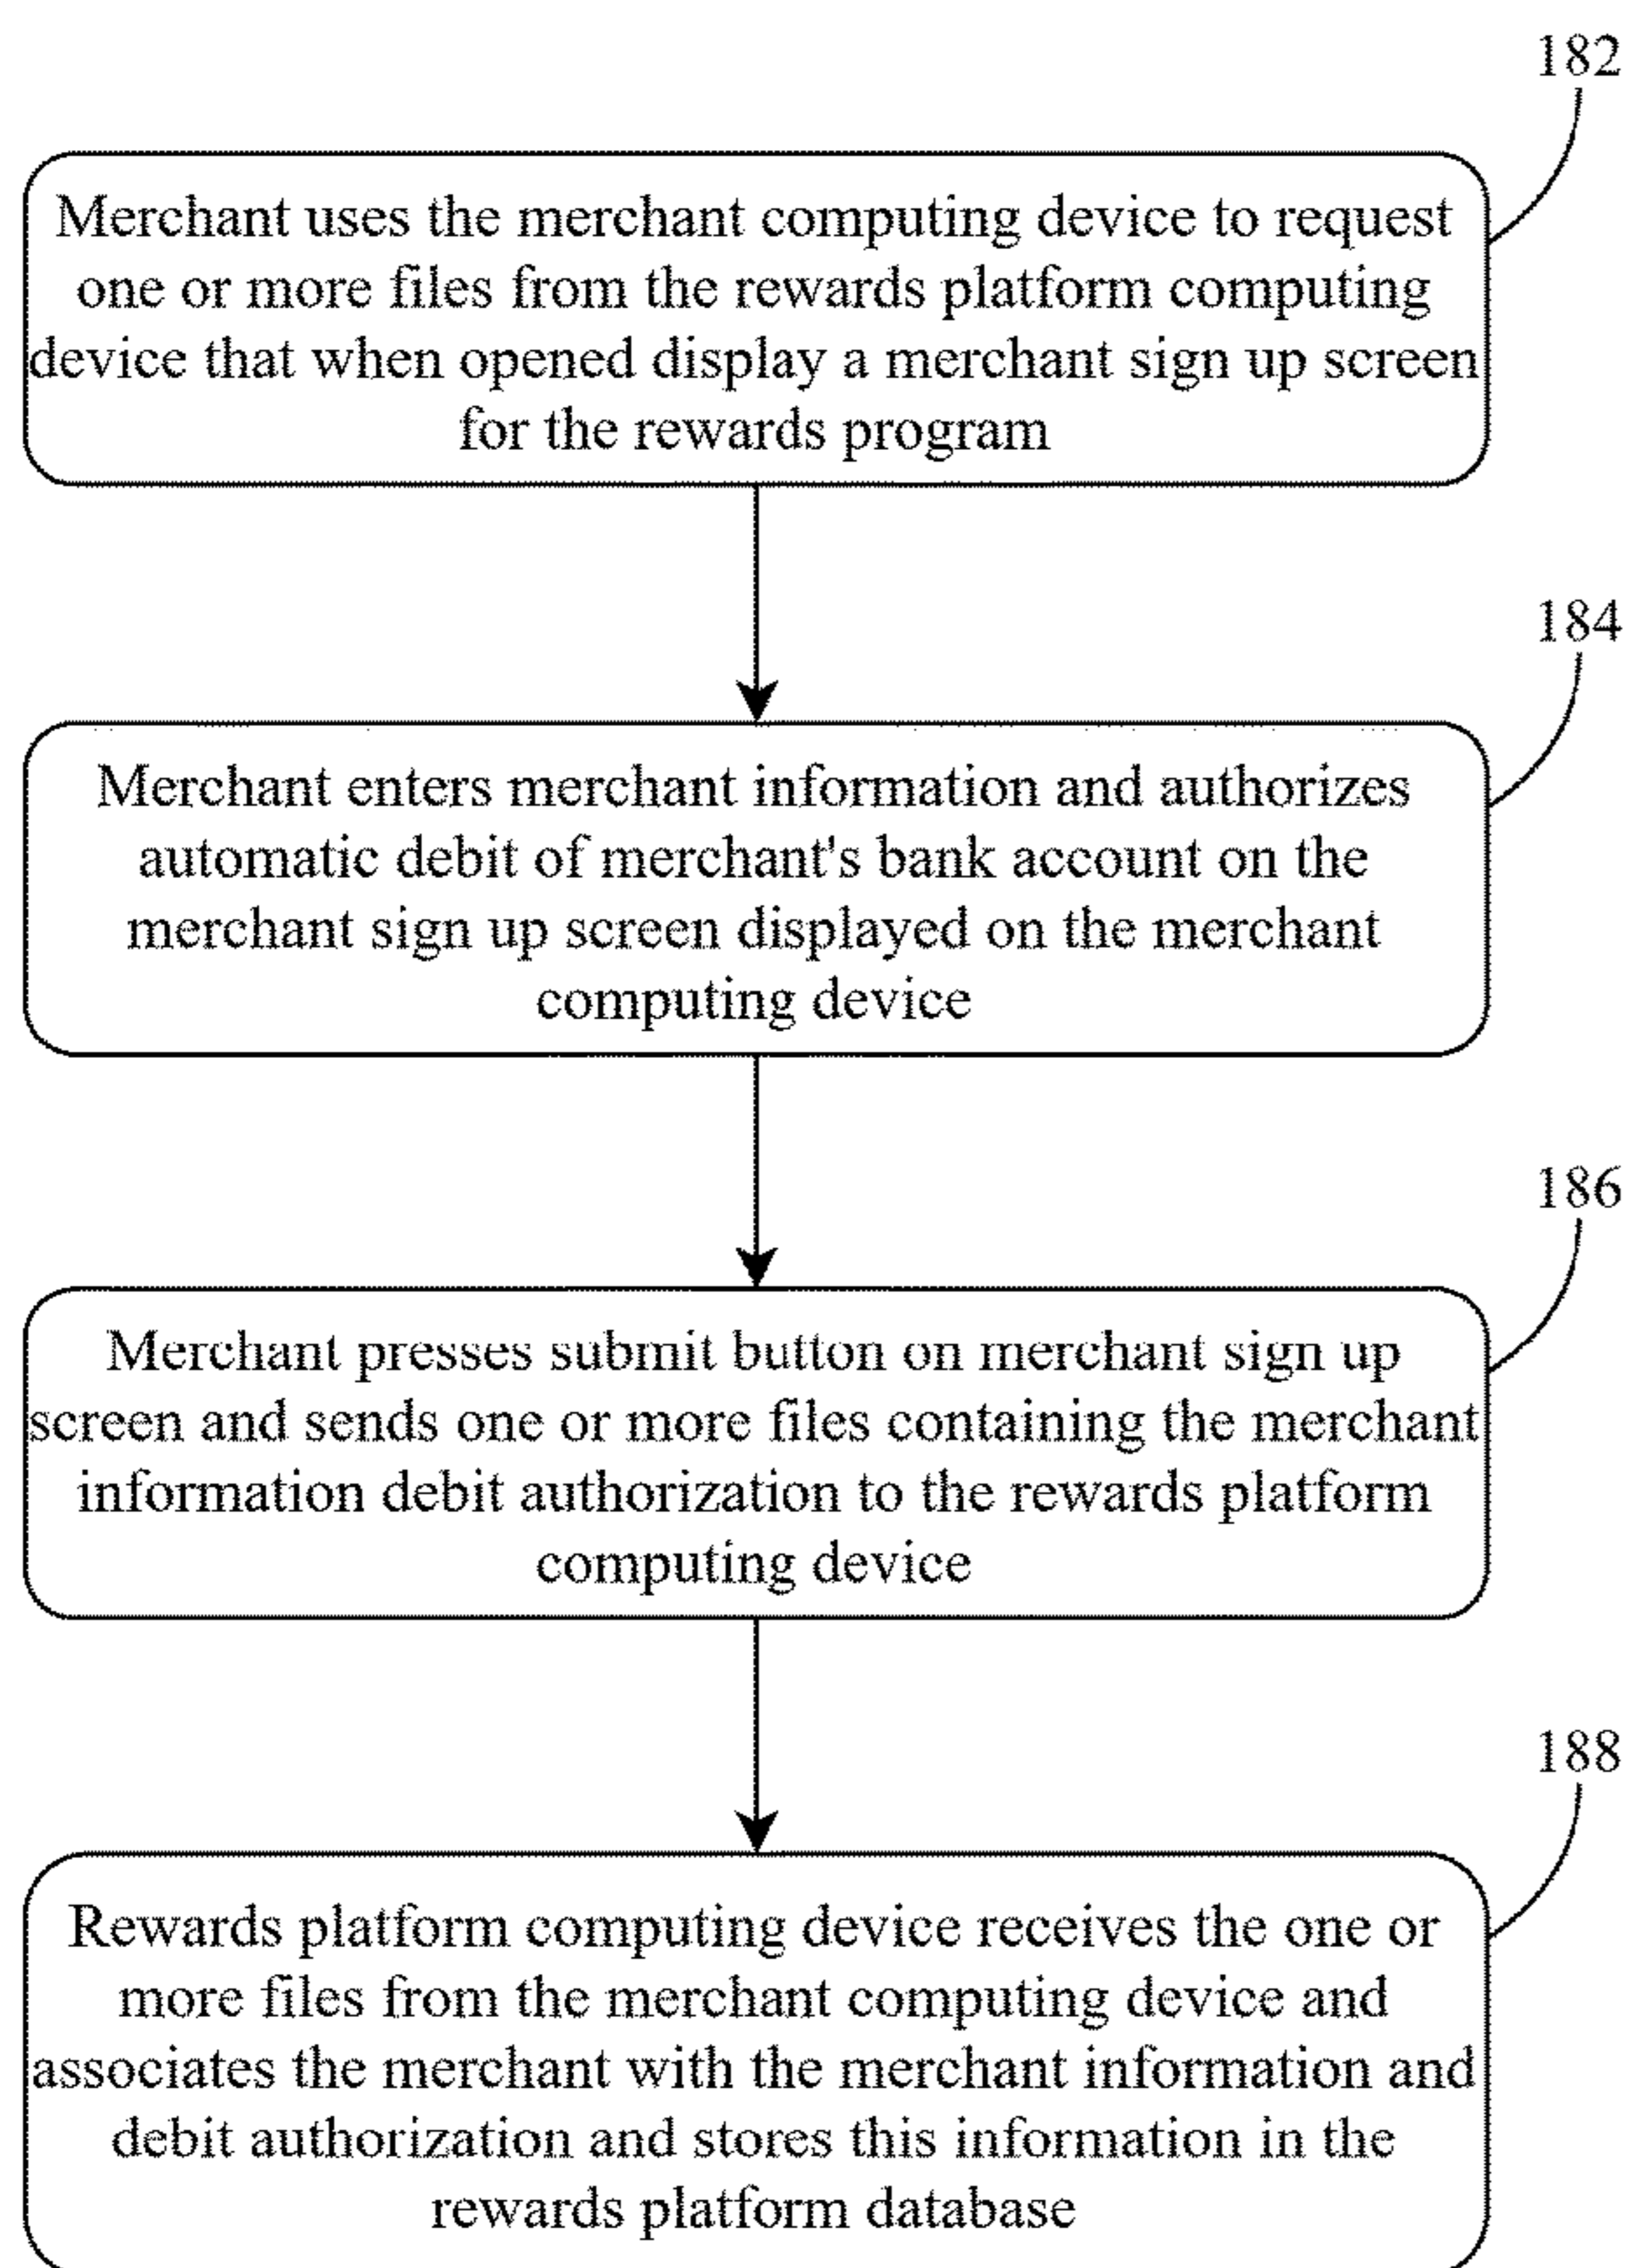 182
Merchant uses the merchant computing device to request
one or more files from the rewards platform computing
device that when opened display a merchant sign up screen
for the rewards program
184
Merchant enters merchant information and authorizes
automatic debit of merchant's bank account on the
merchant sign up screen displayed on the merchant
computing device
186
Merchant presses submit button on merchant sign up
screen and sends one or more files containing the merchant
information debit authorization to the rewards platform
computing device
188
Rewards platform computing device receives the one or
more files from the merchant computing device and
associates the merchant with the merchant information and
debit authorization and stores this information in the
rewards platform database